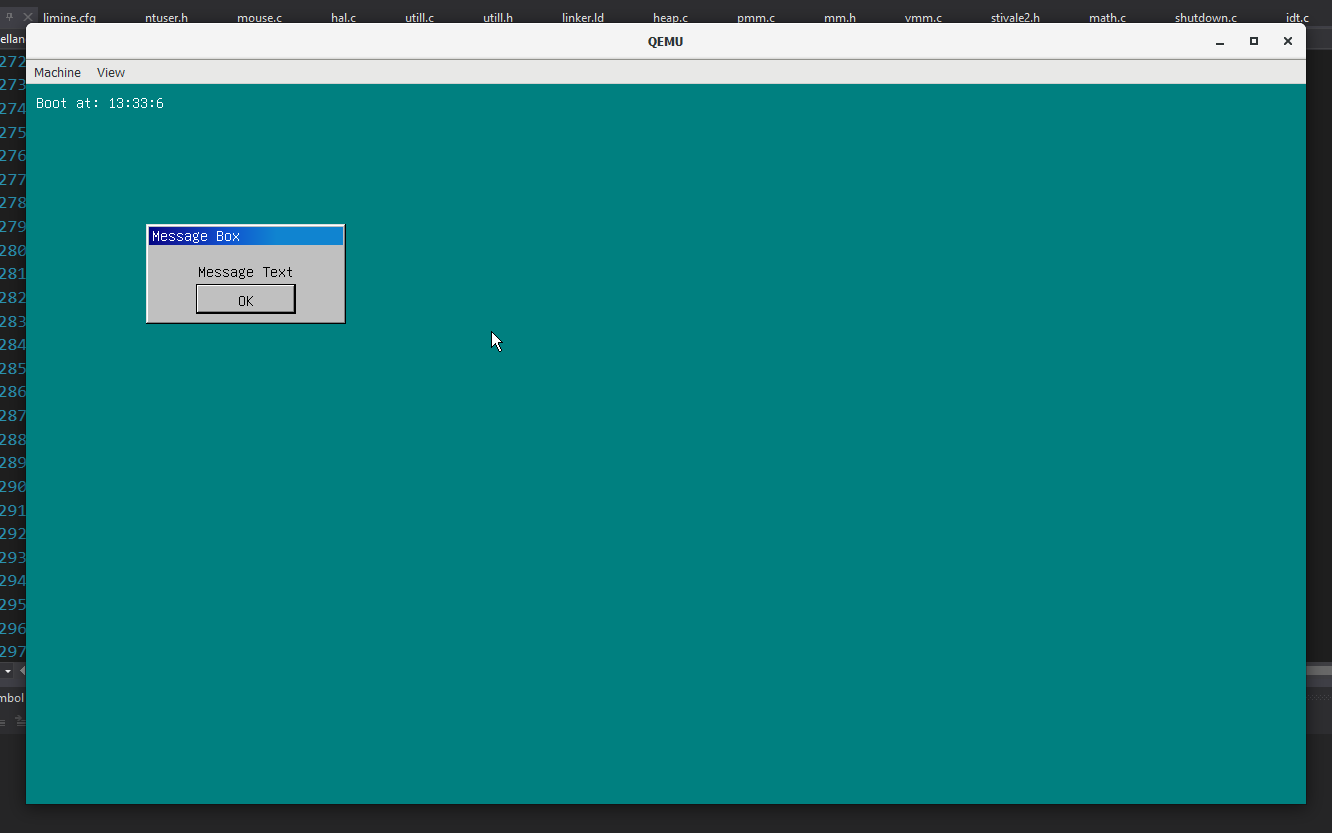 limine.cfg ntuser.h mouse.c hal.c utill.c utill.h linker.ld heap.c pmm.c mm.h vmm.c stivale2.h math.c shutdown.c idt.c
QEMU
ellan
Machine View
272
Boot at: 13:33:6
273
274
275
276
277
278
279
Message Box
280
281
Message Text
282
OK
283
284
285
286
287
288
289
290
291
292
293
294
295
296
297
mbol